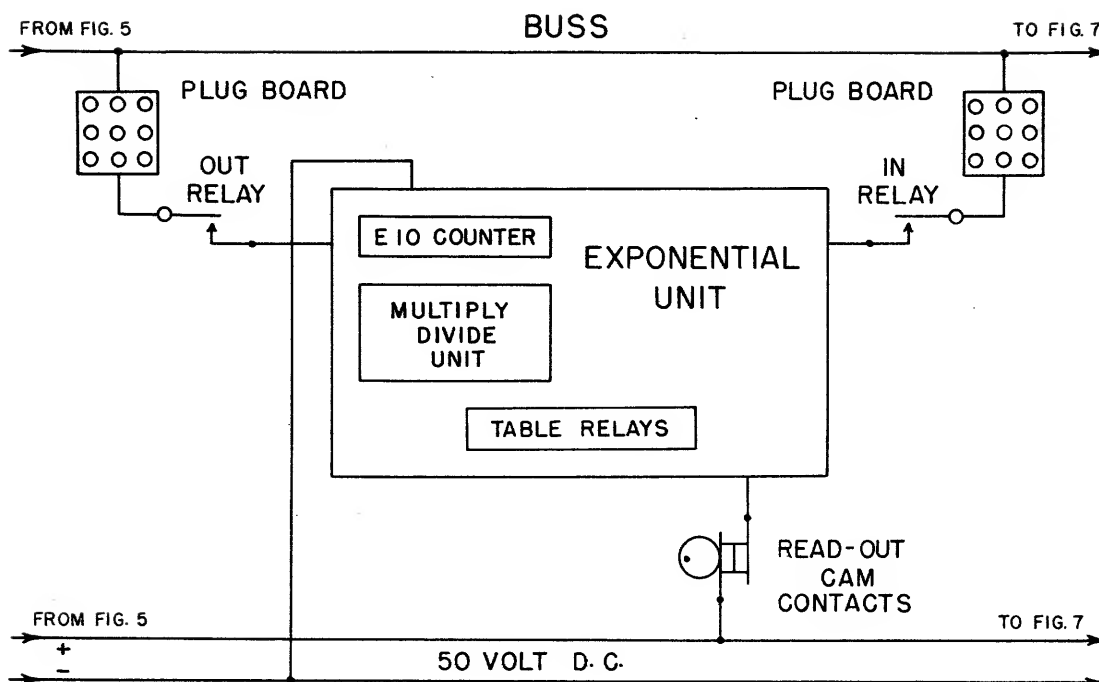 FROM FIG. 5
BUSS
TO FIG. 7
PLUG BOARD
PLUG BOARD
OUT
RELAY
IN
RELAY
E 10 COUNTER
EXPONENTIAL
UNIT
MULTIPLY
DIVIDE
UNIT
TABLE RELAYS
READ-OUT
CAM
CONTACTS
FROM FIG. 5
TO FIG. 7
+
50 VOLT D. C.
-